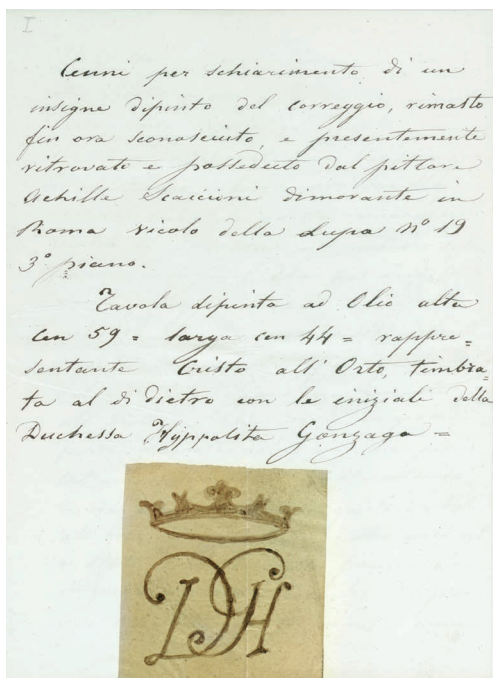 I
Cenni per schiarimento di un
insigne dipinto del Correggio, rimasto
fin ora sconosciuto, e presentemente
ritrovato e posseduto dal pittore
Achille Scaccioni dimorante in
Roma vicolo della Lupa nº 19
3º piano.
Tavola dipinta ad Olio alta
cen 59 = larga cen 44 = rappre=
sentante Cristo all' Orto, timbra=
ta al di dietro con le iniziali della
Duchessa Hyppolita Gonzaga =
DH